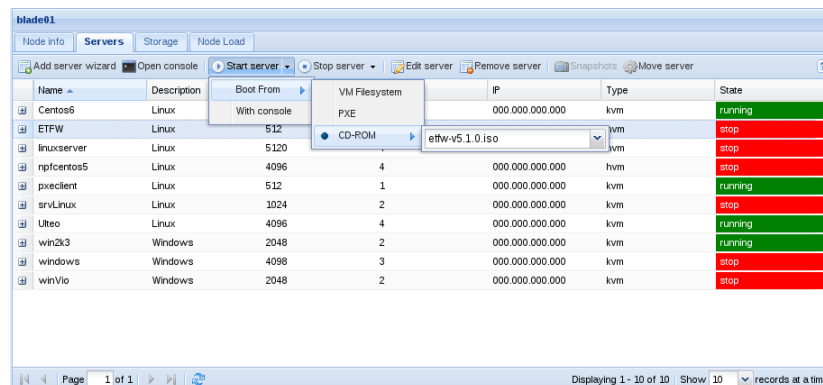 blade01
Node info Servers Storage Node Load
Add server wizard Open console Start server Stop server Edit server Remove server Snapshots Move server
Name Description IP Type State
Boot From
With console
VM Filesystem
PXE
CD-ROM
etfw-v5.1.0.iso
Centos6 Linux 000.000.000.000 kvm running
ETFW Linux 512 stop
linuxserver Linux 5120 stop
npfcentos5 Linux 4096 4 000.000.000.000 hvm stop
pxeclient Linux 512 1 000.000.000.000 kvm running
srvLinux Linux 1024 2 000.000.000.000 kvm stop
Ulteo Linux 4096 4 000.000.000.000 kvm running
win2k3 Windows 2048 2 000.000.000.000 kvm running
windows Windows 4098 3 000.000.000.000 kvm stop
winVio Windows 2048 2 000.000.000.000 kvm stop
Page 1 of 1 Displaying 1 - 10 of 10 Show 10 records at a tim